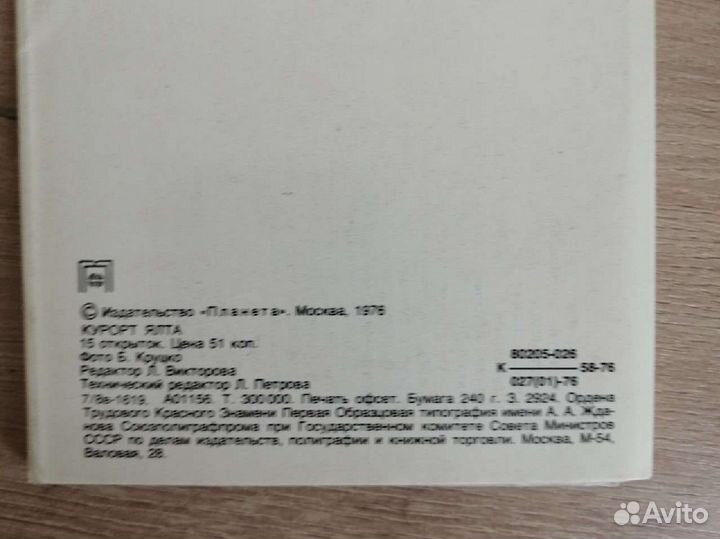 © Издательство «Планета». Москва, 1976
КУРОРТ ЯЛТА
15 открыток. Цена 51 коп.
Фото Б. Круцко
Редактор Л. Викторова
Технический редактор Л. Петрова
80205-026
К 58-76
027(01)-76
7/8а-1619. А01156. Т. 300 000. Печать офсет. Бумага 240 г. З. 2924. Ордена
Трудового Красного Знамени Первая Образцовая типография имени А. А. Жда-
нова Союзполиграфпрома при Государственном комитете Совета Министров
СССР по делам издательств, полиграфии и книжной торговли. Москва, М-54,
Валовая, 28.
Avito